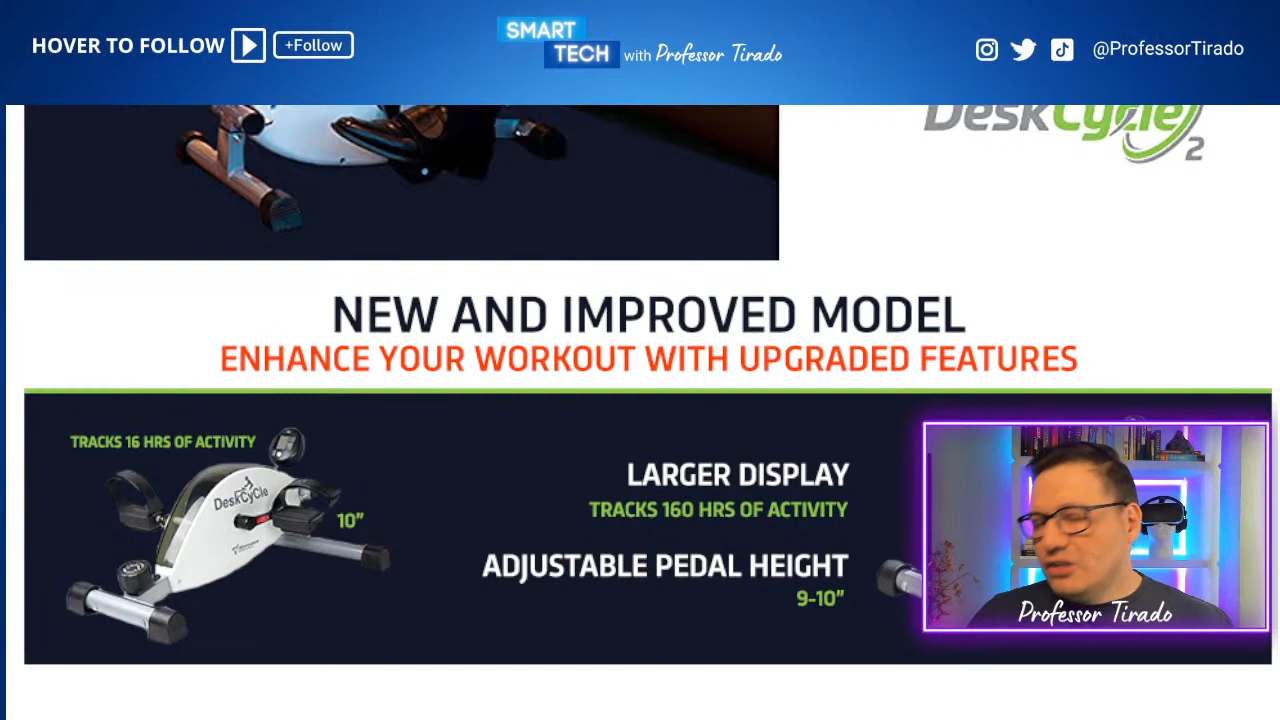 HOVER TO FOLLOW
+Follow
SMART
TECH with Professor Tirado
@ProfessorTirado
DeskCycle
2
NEW AND IMPROVED MODEL
ENHANCE YOUR WORKOUT WITH UPGRADED FEATURES
TRACKS 16 HRS OF ACTIVITY
DeskCycle
10"
LARGER DISPLAY
TRACKS 160 HRS OF ACTIVITY
ADJUSTABLE PEDAL HEIGHT
9-10"
Professor Tirado